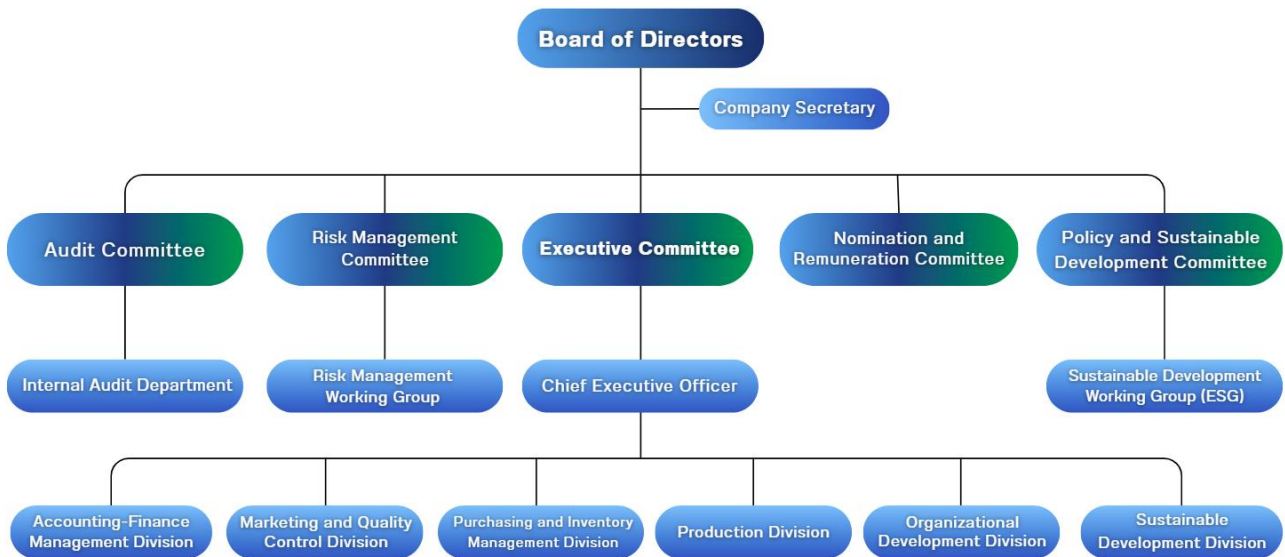 Board of Directors
Company Secretary
Audit Committee
Risk Management
Committee
Executive Committee
Nomination and
Remuneration Committee
Policy and Sustainable
Development Committee
Internal Audit Department
Risk Management
Working Group
Chief Executive Officer
Sustainable Development
Working Group (ESG)
Accounting-Finance
Management Division
Marketing and Quality
Control Division
Purchasing and Inventory
Management Division
Production Division
Organizational
Development Division
Sustainable
Development Division